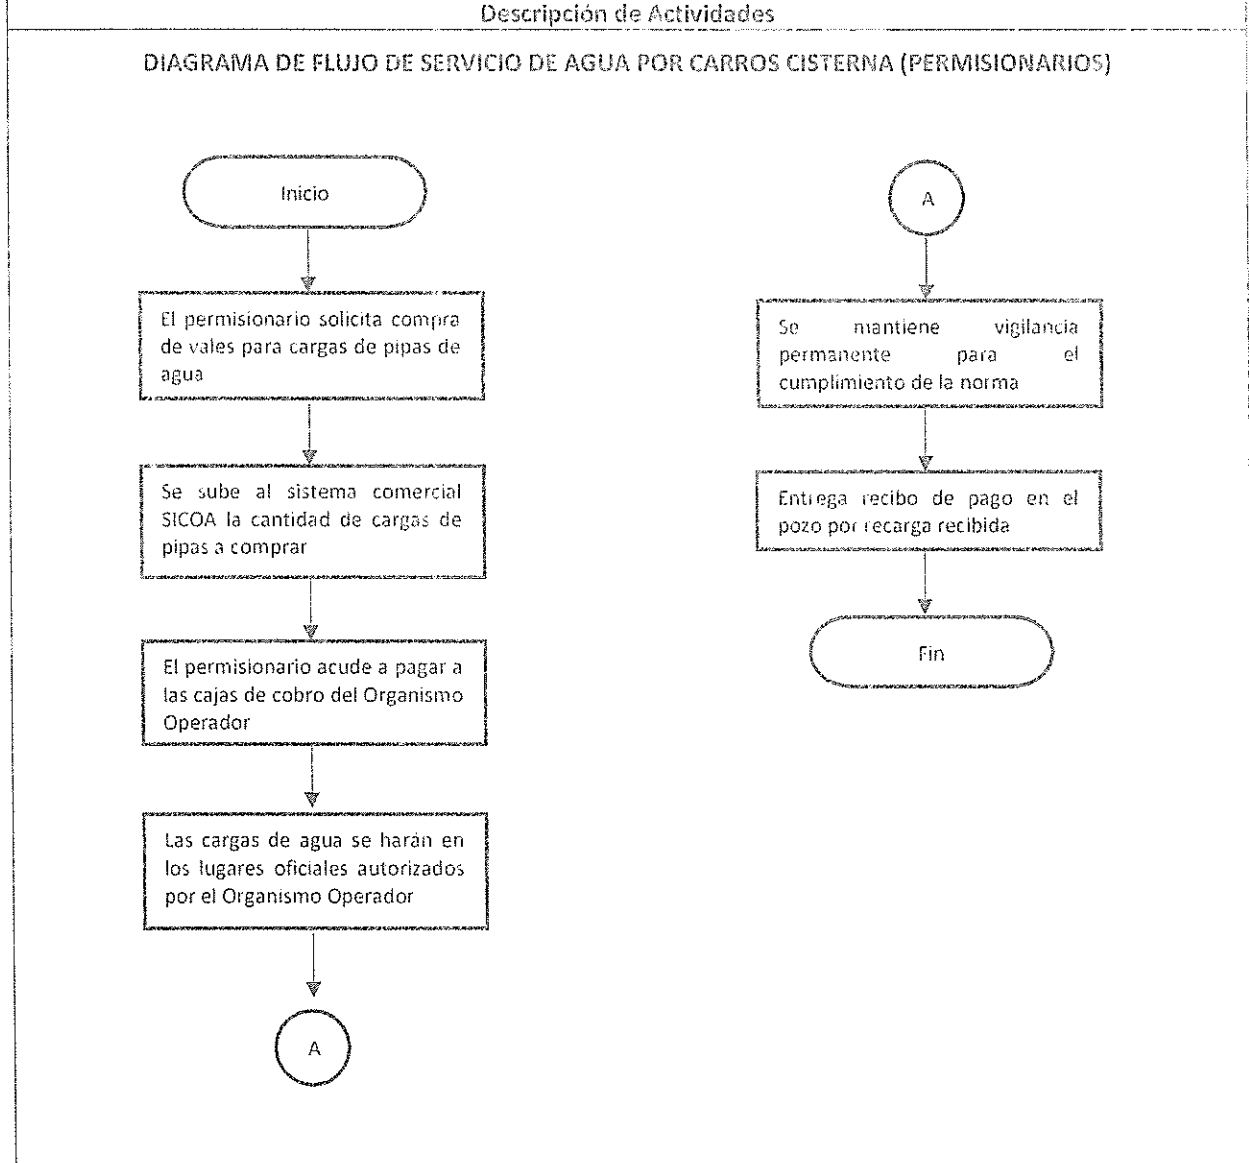 Descripción de Actividades
DIAGRAMA DE FLUJO DE SERVICIO DE AGUA POR CARROS CISTERNA (PERMISIONARIOS)
Inicio
El permisionario solicita compra
de vales para cargas de pipas de
agua
Se sube al sistema comercial
SICOA la cantidad de cargas de
pipas a comprar
El permisionario acude a pagar a
las cajas de cobro del Organismo
Operador
Las cargas de agua se harán en
los lugares oficiales autorizados
por el Organismo Operador
A
A
Se mantiene vigilancia
permanente para el
cumplimiento de la norma
Entrega recibo de pago en el
pozo por recarga recibida
Fin